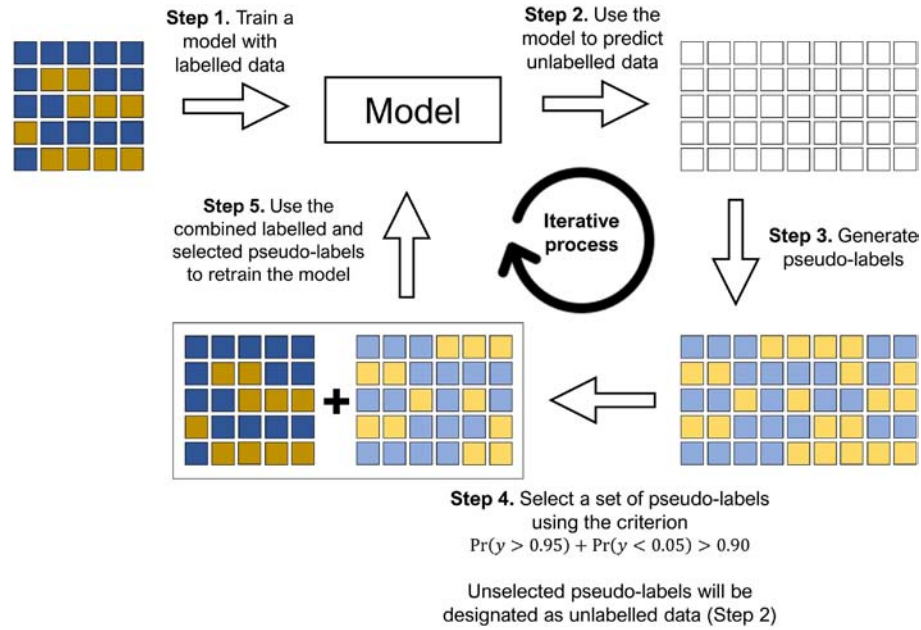 Step 1. Train a
model with
labelled data
Model
Step 2. Use the
model to predict
unlabelled data
Step 3. Generate
pseudo-labels
Iterative
process
Step 5. Use the
combined labelled and
selected pseudo-labels
to retrain the model
+
Step 4. Select a set of pseudo-labels
using the criterion
Pr(y > 0.95) + Pr(y < 0.05) > 0.90
Unselected pseudo-labels will be
designated as unlabelled data (Step 2)